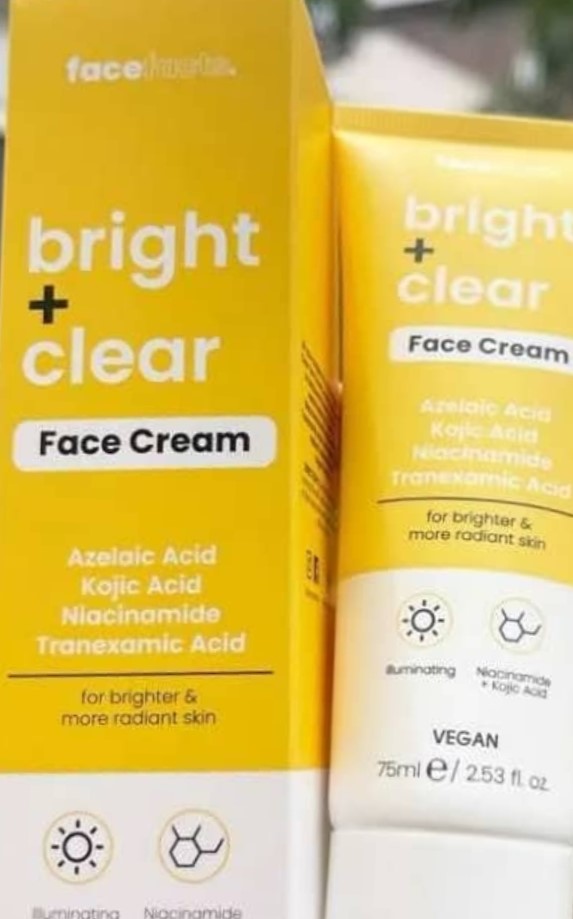 facefacts.
bright
+
clear
Face Cream
Azelaic Acid
Kojic Acid
Niacinamide
Tranexamic Acid
for brighter &
more radiant skin
Illuminating
Niacinamide
bright
+
clear
Face Cream
Azelaic Acid
Kojic Acid
Niacinamide
Tranexamic Acid
for brighter &
more radiant skin
Illuminating
Niacinamide
+ Kojic Acid
VEGAN
75ml e / 2.53 fl. oz.